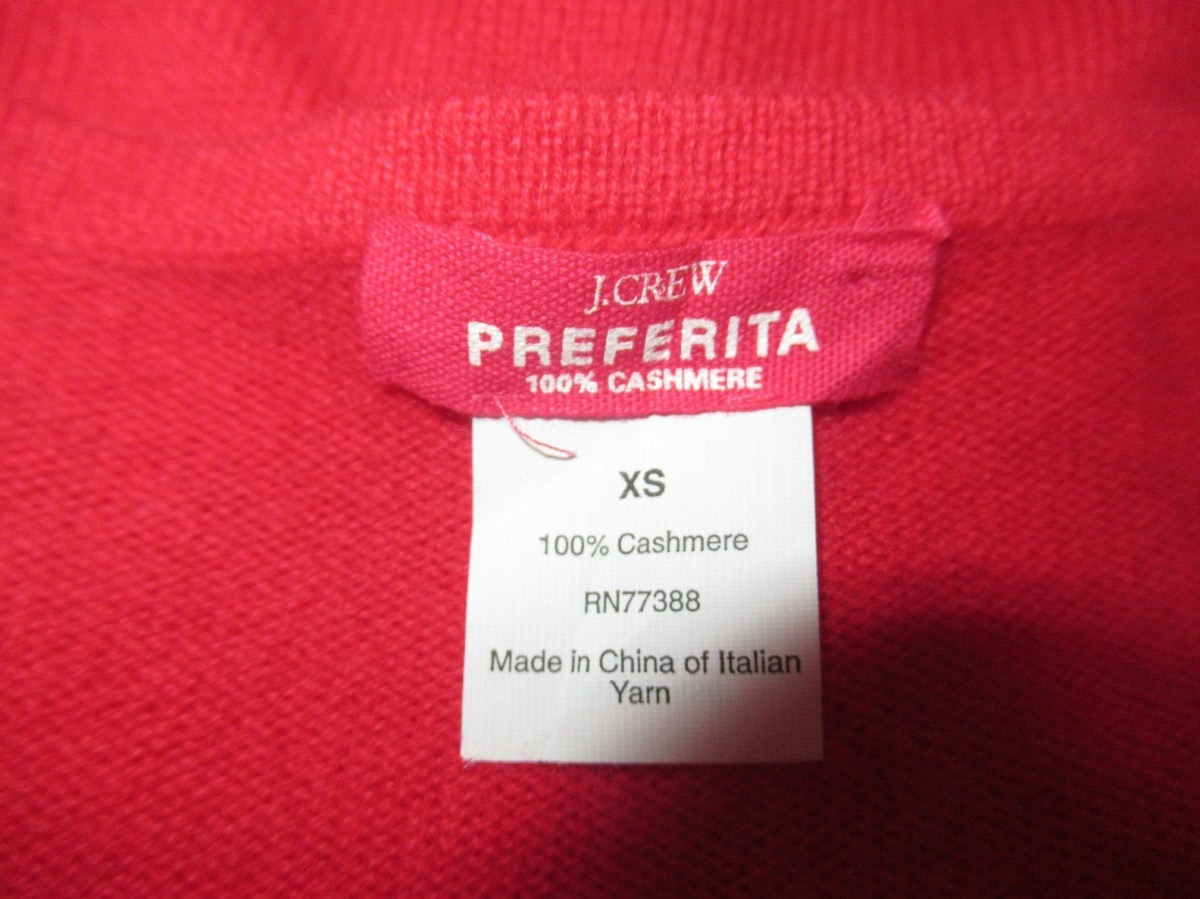 J.CREW
PREFERITA
100% CASHMERE
XS
100% Cashmere
RN77388
Made in China of Italian
Yarn